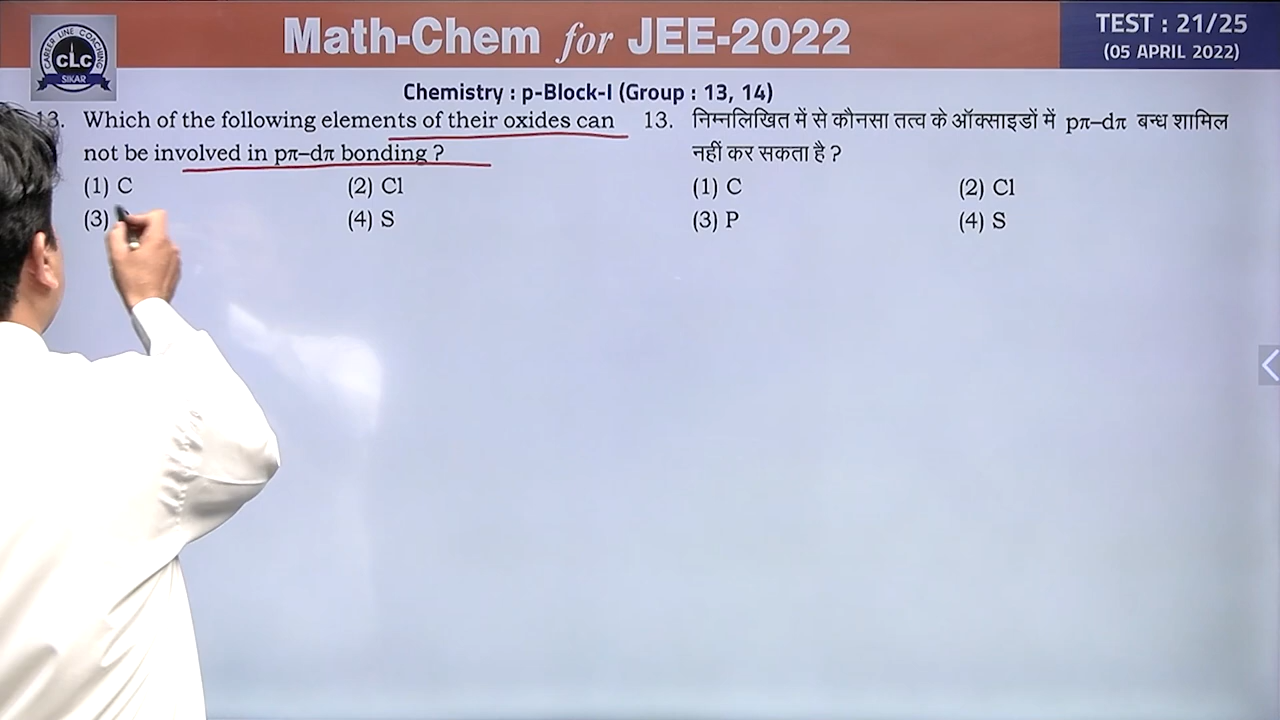 Math-Chem for JEE-2022
TEST : 21/25
(05 APRIL 2022)
CAREER LINE COACHING
CLC
SIKAR
Chemistry : p-Block-I (Group : 13, 14)
13. Which of the following elements of their oxides can
not be involved in pπ–dπ bonding ?
(1) C
(2) Cl
(3)
(4) S
13. निम्नलिखित में से कौनसा तत्व के ऑक्साइडों में pπ–dπ बन्ध शामिल
नहीं कर सकता है ?
(1) C
(2) Cl
(3) P
(4) S